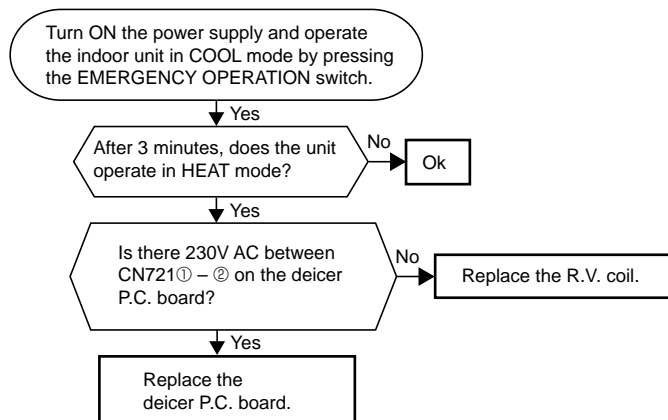 Turn ON the power supply and operate
the indoor unit in COOL mode by pressing
the EMERGENCY OPERATION switch.
Yes
After 3 minutes, does the unit
operate in HEAT mode?
No
Ok
Yes
Is there 230V AC between
CN721① – ② on the deicer
P.C. board?
No
Replace the R.V. coil.
Yes
Replace the
deicer P.C. board.